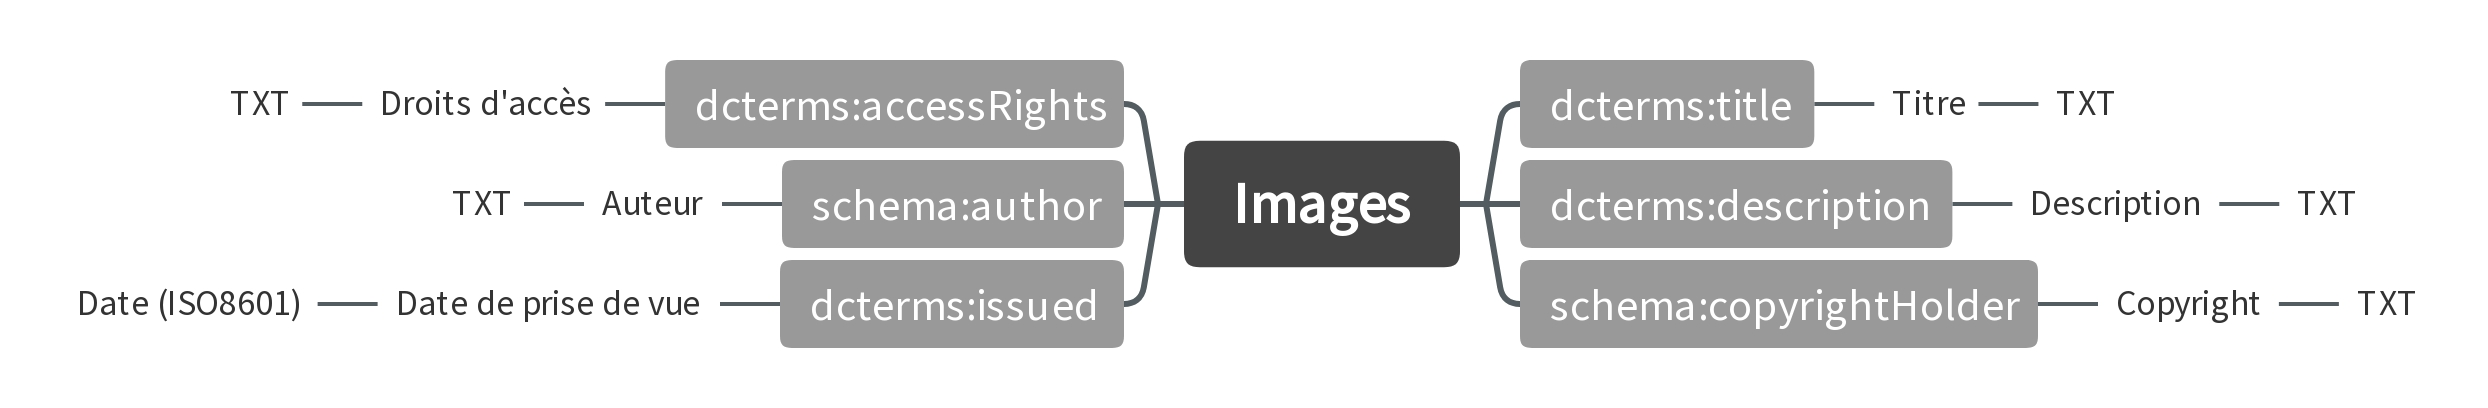 TXT Droits d'accès dcterms:accessRights dcterms:title Titre TXT
TXT Auteur schema:author Images dcterms:description Description TXT
Date (ISO8601) Date de prise de vue dcterms:issued schema:copyrightHolder Copyright TXT